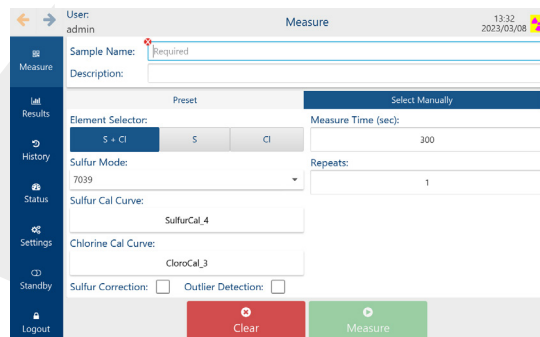 User:
admin
Measure
13:32
2023/03/08
Measure
Results
History
Status
Settings
Standby
Logout
Sample Name:
Required
Description:
Preset
Select Manually
Element Selector:
S + Cl
S
Cl
Measure Time (sec):
300
Sulfur Mode:
7039
Repeats:
1
Sulfur Cal Curve:
SulfurCal_4
Chlorine Cal Curve:
CloroCal_3
Sulfur Correction:
Outlier Detection:
Clear
Measure